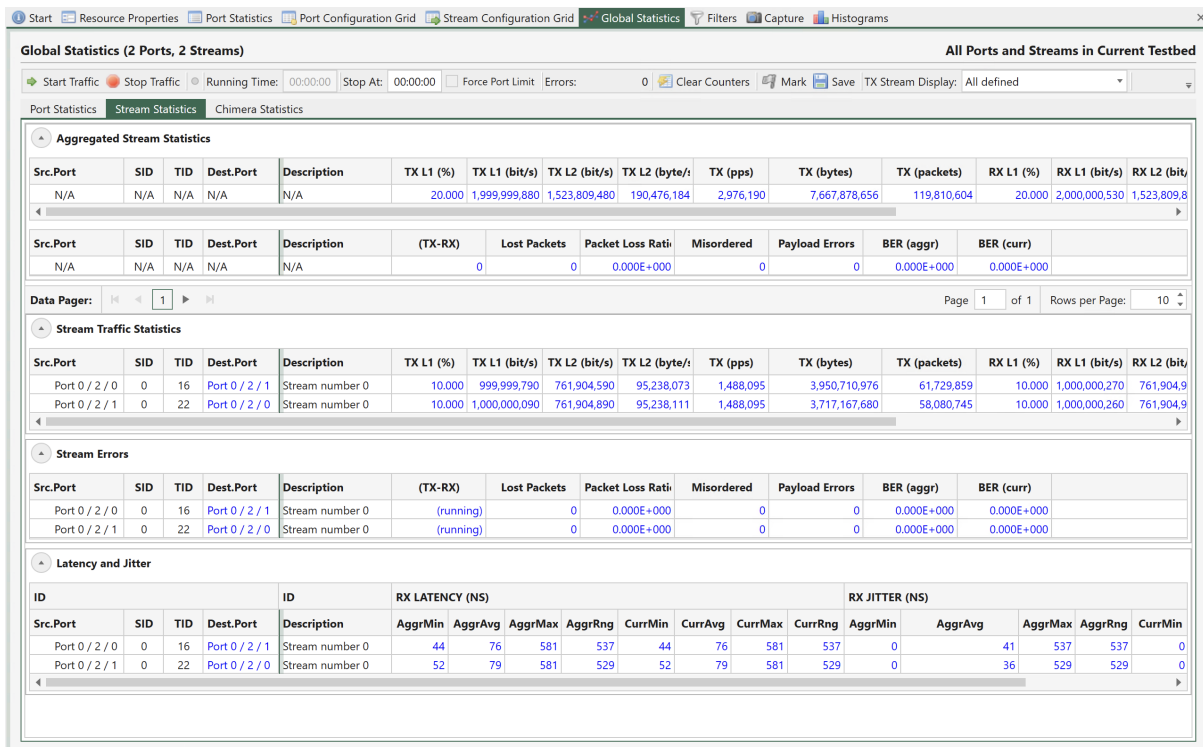 Start Resource Properties Port Statistics Port Configuration Grid Stream Configuration Grid Global Statistics Filters Capture Histograms
Global Statistics (2 Ports, 2 Streams) All Ports and Streams in Current Testbed
Start Traffic Stop Traffic Running Time: 00:00:00 Stop At: 00:00:00 Force Port Limit Errors: 0 Clear Counters Mark Save TX Stream Display: All defined
Port Statistics Stream Statistics Chimera Statistics
Aggregated Stream Statistics
Src.Port SID TID Dest.Port Description TX L1 (%) TX L1 (bit/s) TX L2 (bit/s) TX L2 (byte/s TX (pps) TX (bytes) TX (packets) RX L1 (%) RX L1 (bit/s) RX L2 (bit/
N/A N/A N/A N/A N/A 20.000 1,999,999,880 1,523,809,480 190,476,184 2,976,190 7,667,878,656 119,810,604 20.000 2,000,000,530 1,523,809,8
Src.Port SID TID Dest.Port Description (TX-RX) Lost Packets Packet Loss Ratio Misordered Payload Errors BER (aggr) BER (curr)
N/A N/A N/A N/A N/A 0 0 0.000E+000 0 0 0.000E+000 0.000E+000
Data Pager: 1 Page 1 of 1 Rows per Page: 10
Stream Traffic Statistics
Src.Port SID TID Dest.Port Description TX L1 (%) TX L1 (bit/s) TX L2 (bit/s) TX L2 (byte/s TX (pps) TX (bytes) TX (packets) RX L1 (%) RX L1 (bit/s) RX L2 (bit/
Port 0 / 2 / 0 0 16 Port 0 / 2 / 1 Stream number 0 10.000 999,999,790 761,904,590 95,238,073 1,488,095 3,950,710,976 61,729,859 10.000 1,000,000,270 761,904,9
Port 0 / 2 / 1 0 22 Port 0 / 2 / 0 Stream number 0 10.000 1,000,000,090 761,904,890 95,238,111 1,488,095 3,717,167,680 58,080,745 10.000 1,000,000,260 761,904,9
Stream Errors
Src.Port SID TID Dest.Port Description (TX-RX) Lost Packets Packet Loss Ratio Misordered Payload Errors BER (aggr) BER (curr)
Port 0 / 2 / 0 0 16 Port 0 / 2 / 1 Stream number 0 (running) 0 0.000E+000 0 0 0.000E+000 0.000E+000
Port 0 / 2 / 1 0 22 Port 0 / 2 / 0 Stream number 0 (running) 0 0.000E+000 0 0 0.000E+000 0.000E+000
Latency and Jitter
ID ID RX LATENCY (NS) RX JITTER (NS)
Src.Port SID TID Dest.Port Description AggrMin AggrAvg AggrMax AggrRng CurrMin CurrAvg CurrMax CurrRng AggrMin AggrAvg AggrMax AggrRng CurrMin
Port 0 / 2 / 0 0 16 Port 0 / 2 / 1 Stream number 0 44 76 581 537 44 76 581 537 0 41 537 537 0
Port 0 / 2 / 1 0 22 Port 0 / 2 / 0 Stream number 0 52 79 581 529 52 79 581 529 0 36 529 529 0